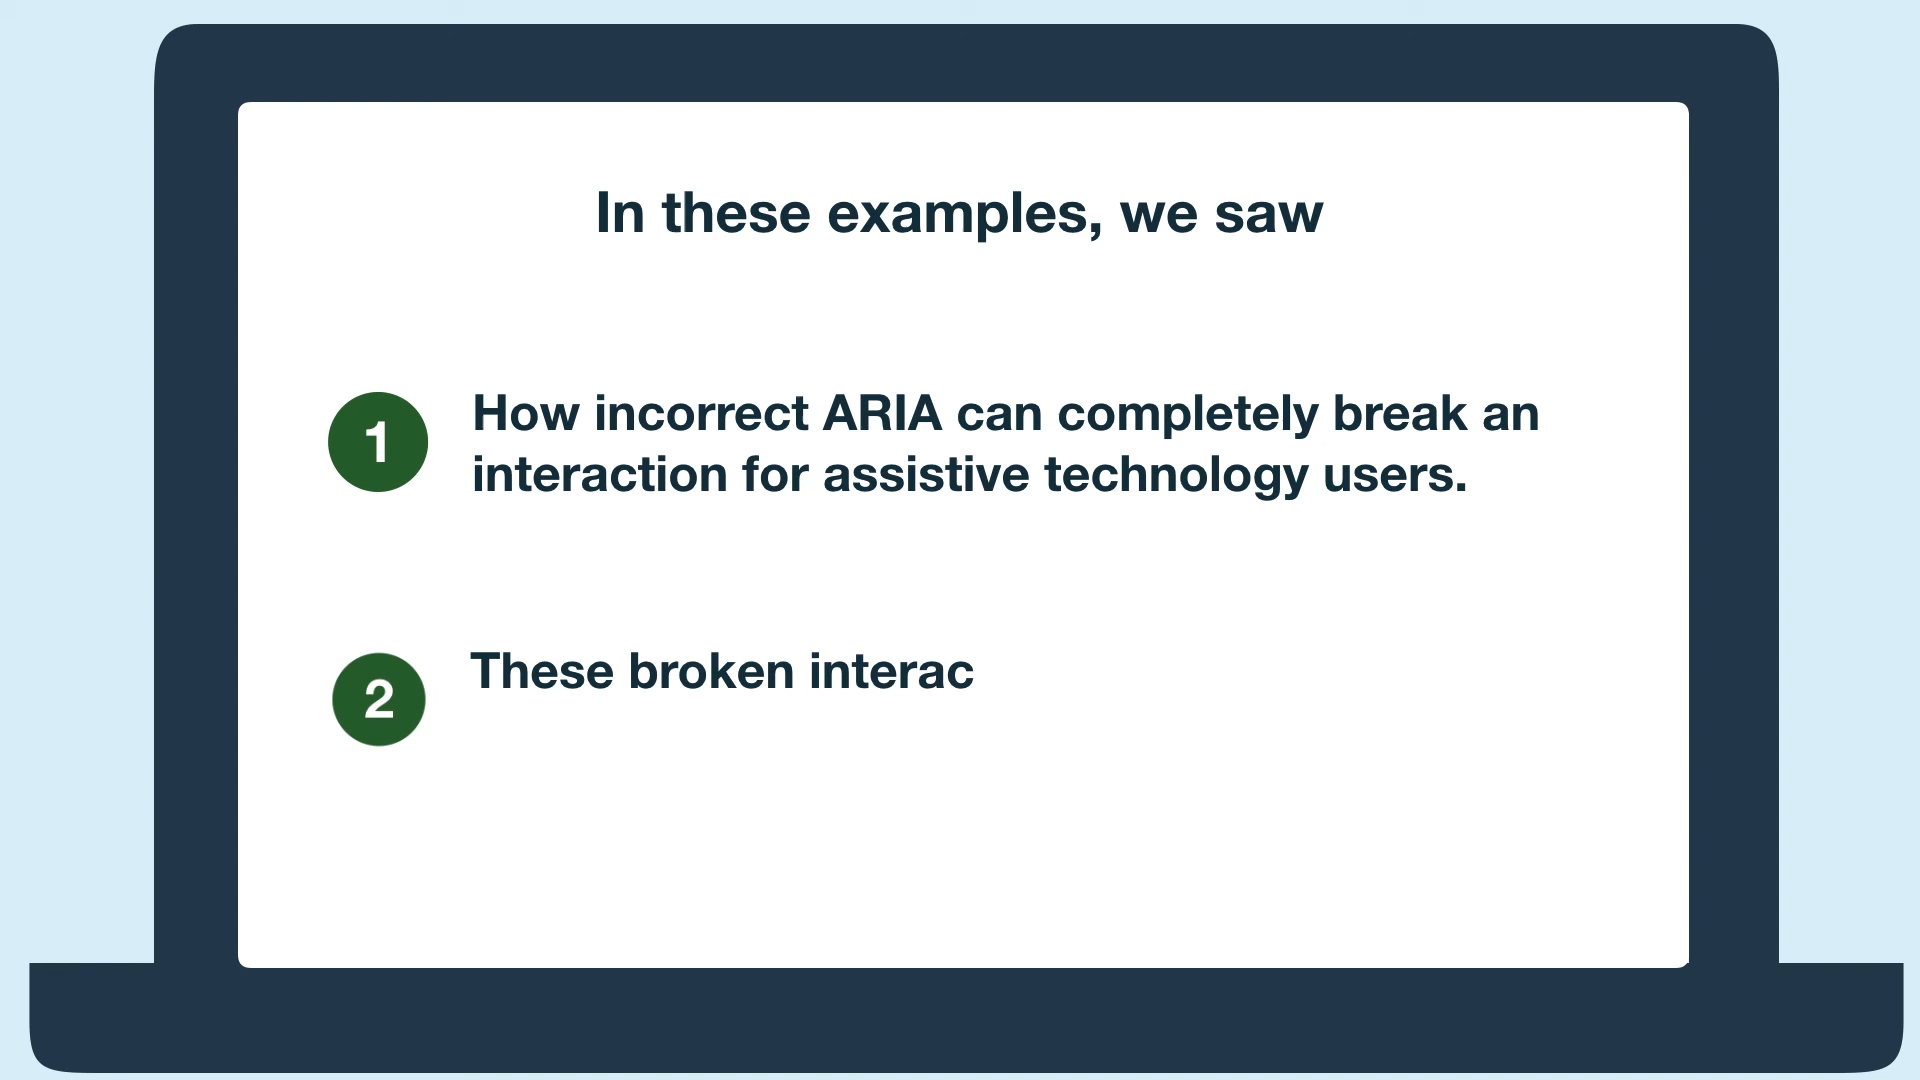 In these examples, we saw
1
How incorrect ARIA can completely break an
interaction for assistive technology users.
2
These broken interac